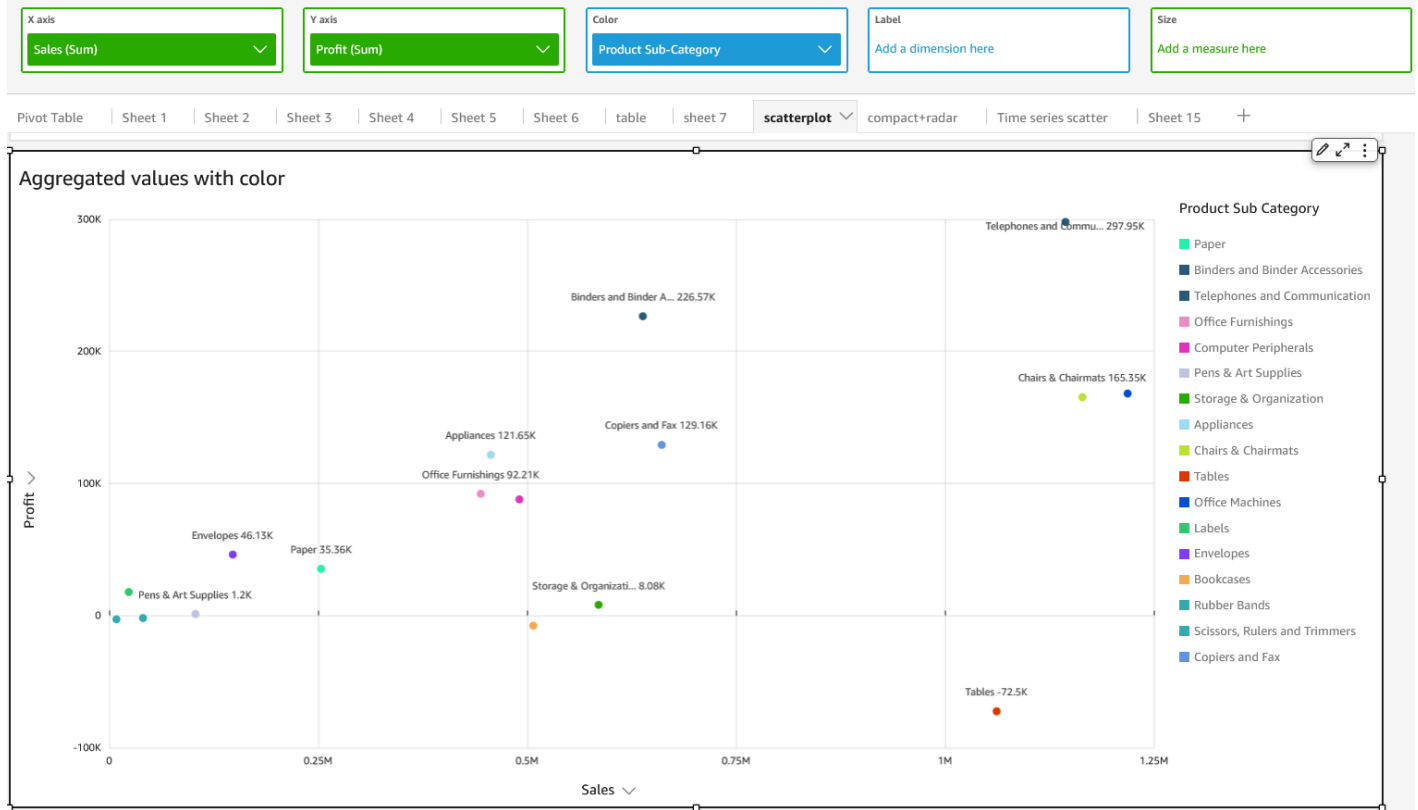 X axis
Y axis
Color
Label
Size
Sales (Sum)
Profit (Sum)
Product Sub-Category
Add a dimension here
Add a measure here
Pivot Table
Sheet 1
Sheet 2
Sheet 3
Sheet 4
Sheet 5
Sheet 6
table
sheet 7
scatterplot
compact+radar
Time series scatter
Sheet 15
Aggregated values with color
300K
200K
100K
0
-100K
Profit
Telephones and Commu... 297.95K
Binders and Binder A... 226.57K
Chairs & Chairmats 165.35K
Copiers and Fax 129.16K
Appliances 121.65K
Office Furnishings 92.21K
Envelopes 46.13K
Paper 35.36K
Storage & Organizati... 8.08K
Pens & Art Supplies 1.2K
Tables -72.5K
0
0.25M
0.5M
0.75M
1M
1.25M
Sales
Product Sub Category
Paper
Binders and Binder Accessories
Telephones and Communication
Office Furnishings
Computer Peripherals
Pens & Art Supplies
Storage & Organization
Appliances
Chairs & Chairmats
Tables
Office Machines
Labels
Envelopes
Bookcases
Rubber Bands
Scissors, Rulers and Trimmers
Copiers and Fax